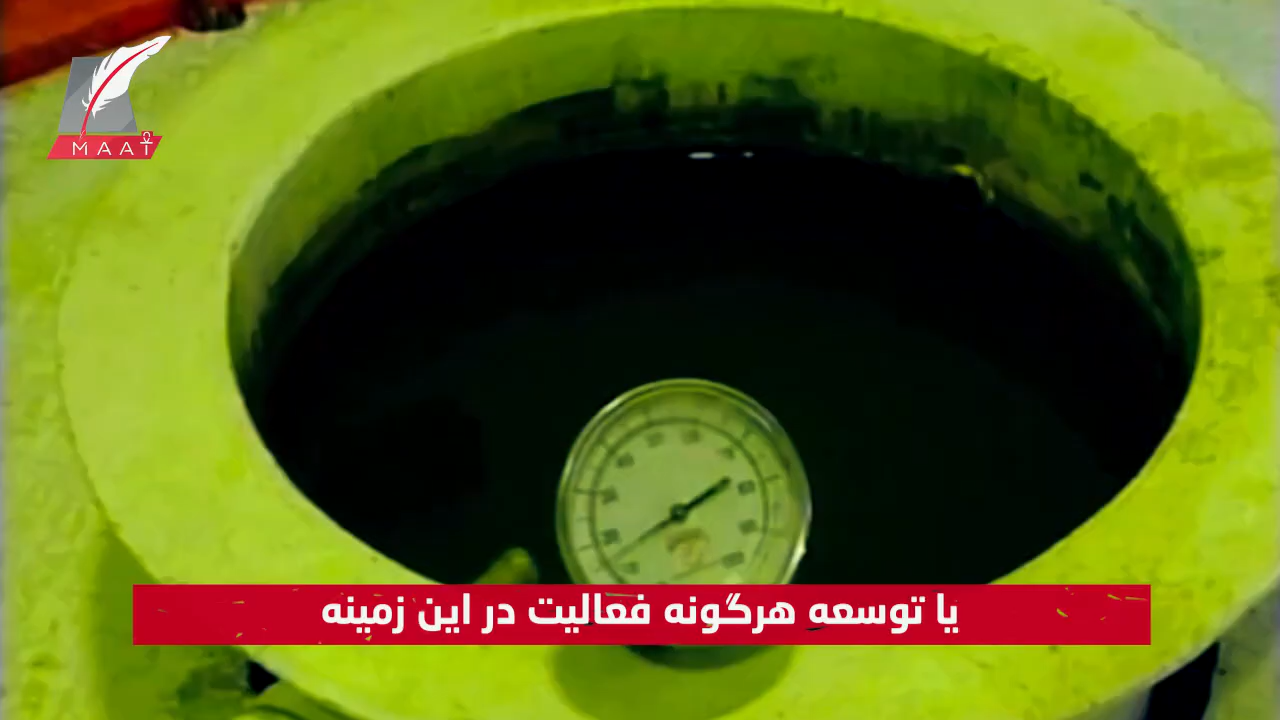 MAAT
یا توسعه هرگونه فعالیت در این زمینه